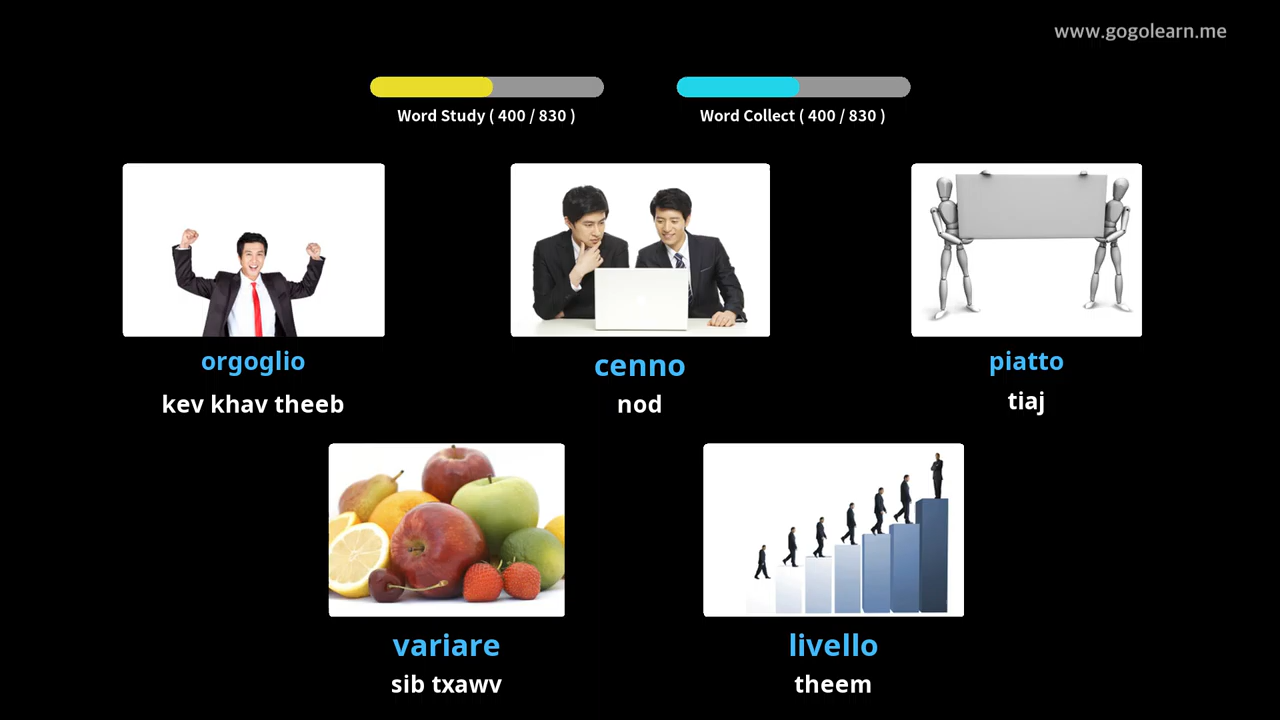 www.gogolearn.me
Word Study ( 400 / 830 )
Word Collect ( 400 / 830 )
orgoglio
kev khav theeb
cenno
nod
piatto
tiaj
variare
sib txawv
livello
theem